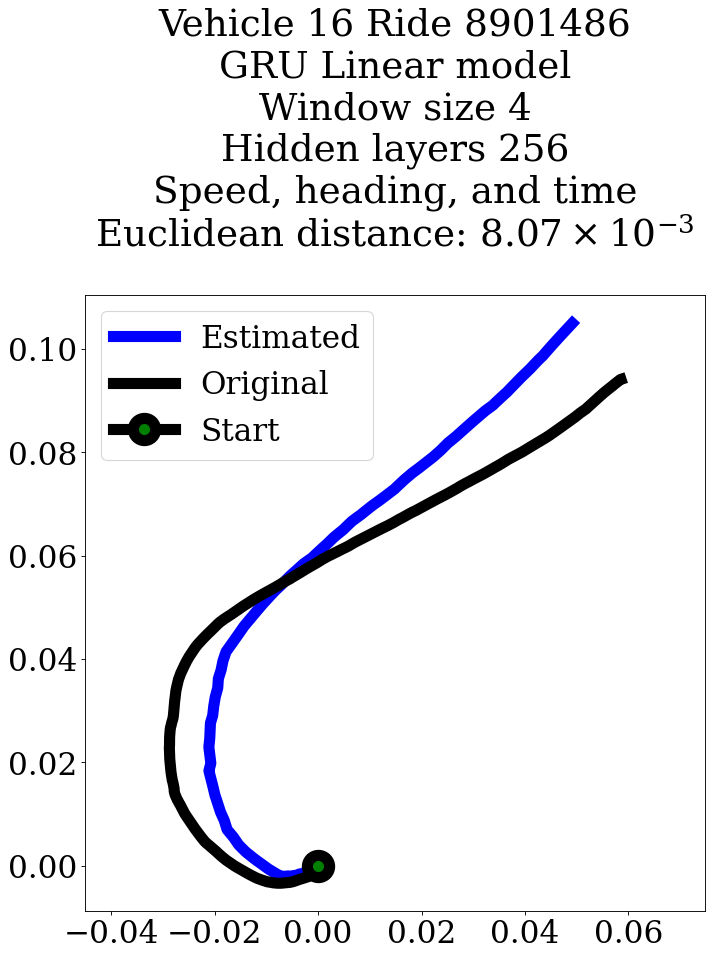 Vehicle 16 Ride 8901486
GRU Linear model
Window size 4
Hidden layers 256
Speed, heading, and time
Euclidean distance: 8.07 × 10⁻³
Estimated
Original
Start
0.10
0.08
0.06
0.04
0.02
0.00
−0.04 −0.02 0.00 0.02 0.04 0.06